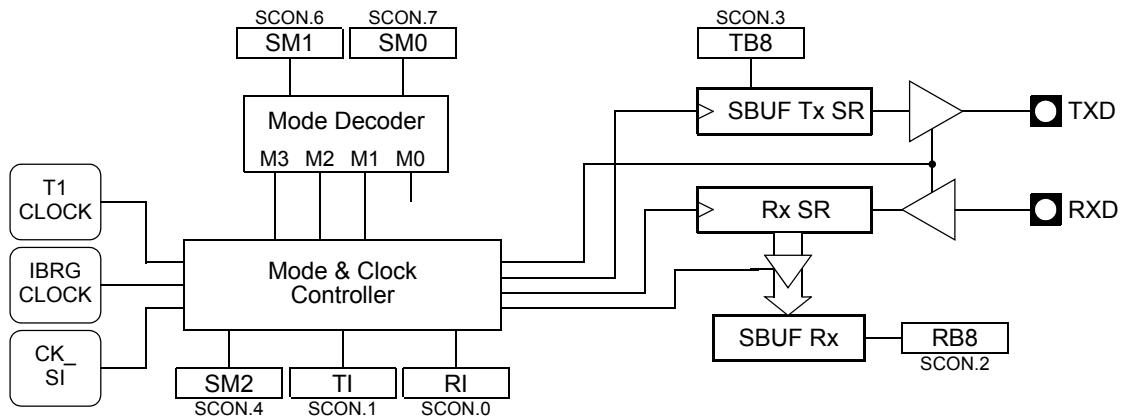 SCON.6 SCON.7 SCON.3
SM1 SM0 TB8
Mode Decoder
M3 M2 M1 M0
SBUF Tx SR
TXD
T1
CLOCK
Rx SR
RXD
IBRG
CLOCK
Mode & Clock
Controller
CK_
SI
SBUF Rx
RB8
SCON.2
SM2 TI RI
SCON.4 SCON.1 SCON.0